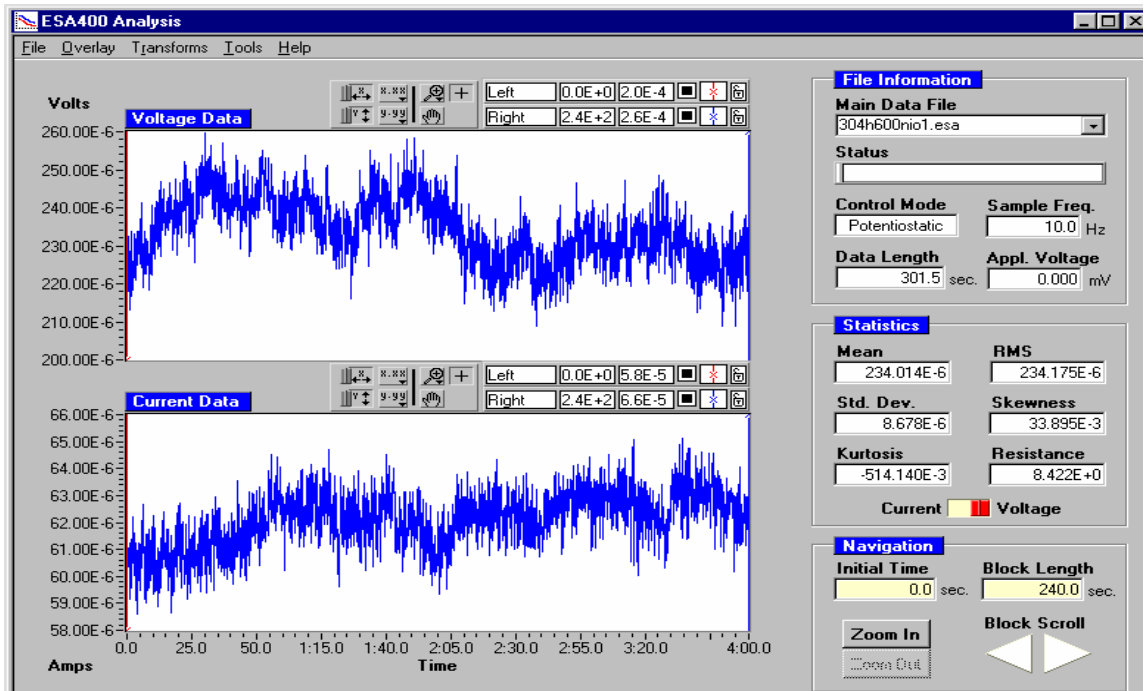 ESA400 Analysis
File Overlay Transforms Tools Help
Volts
Voltage Data
x.xx
y.yy
Left 0.0E+0 2.0E-4
Right 2.4E+2 2.6E-4
260.00E-6
250.00E-6
240.00E-6
230.00E-6
220.00E-6
210.00E-6
200.00E-6
Current Data
x.xx
y.yy
Left 0.0E+0 5.8E-5
Right 2.4E+2 6.6E-5
66.00E-6
65.00E-6
64.00E-6
63.00E-6
62.00E-6
61.00E-6
60.00E-6
59.00E-6
58.00E-6
0.0 25.0 50.0 1:15.0 1:40.0 2:05.0 2:30.0 2:55.0 3:20.0 4:00.0
Amps Time
File Information
Main Data File
304h600nio1.esa
Status
Control Mode Sample Freq.
Potentiostatic 10.0 Hz
Data Length Appl. Voltage
301.5 sec. 0.000 mV
Statistics
Mean RMS
234.014E-6 234.175E-6
Std. Dev. Skewness
8.678E-6 33.895E-3
Kurtosis Resistance
-514.140E-3 8.422E+0
Current Voltage
Navigation
Initial Time Block Length
0.0 sec. 240.0 sec.
Zoom In Block Scroll
Zoom Out